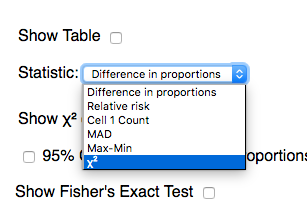 Show Table
Statistic: Difference in proportions
Difference in proportions
Relative risk
Cell 1 Count
MAD
Max-Min
χ²
Show χ²
95% oportions
Show Fisher's Exact Test